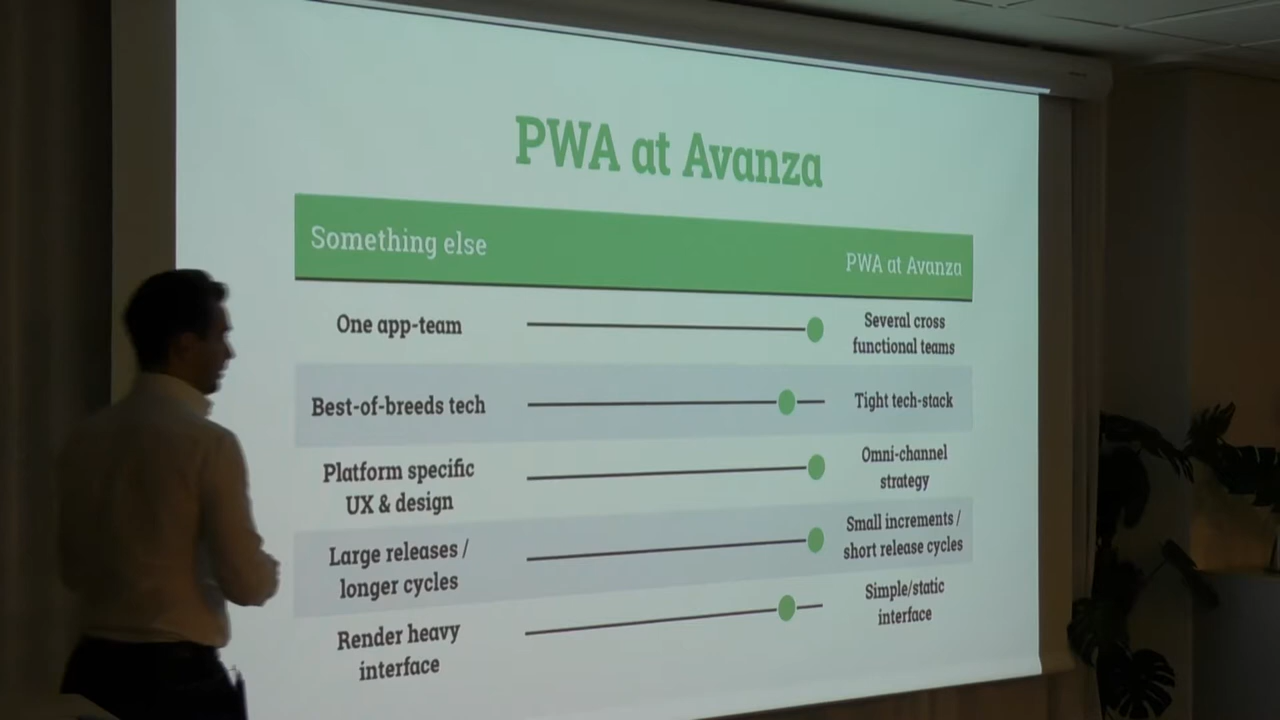 PWA at Avanza
Something else
PWA at Avanza
One app-team
Several cross
functional teams
Best-of-breeds tech
Tight tech-stack
Platform specific
UX & design
Omni-channel
strategy
Large releases /
longer cycles
Small increments /
short release cycles
Render heavy
interface
Simple/static
interface